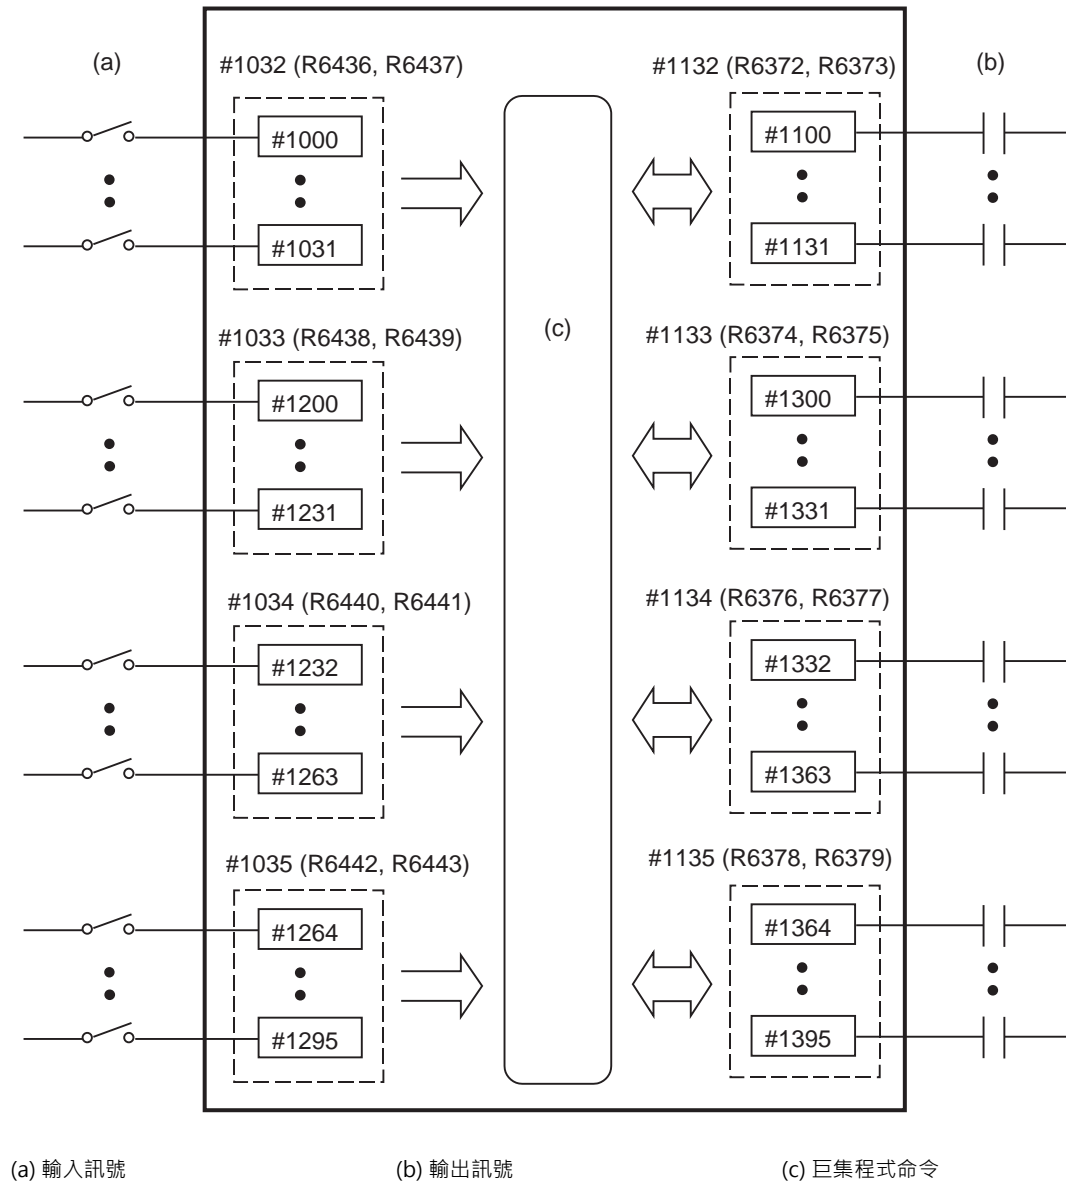 (a)
(b)
#1032 (R6436, R6437)
#1132 (R6372, R6373)
#1000
#1100
#1031
#1131
(c)
#1033 (R6438, R6439)
#1133 (R6374, R6375)
#1200
#1300
#1231
#1331
#1034 (R6440, R6441)
#1134 (R6376, R6377)
#1232
#1332
#1263
#1363
#1035 (R6442, R6443)
#1135 (R6378, R6379)
#1264
#1364
#1295
#1395
(a) 輸入訊號
(b) 輸出訊號
(c) 巨集程式命令